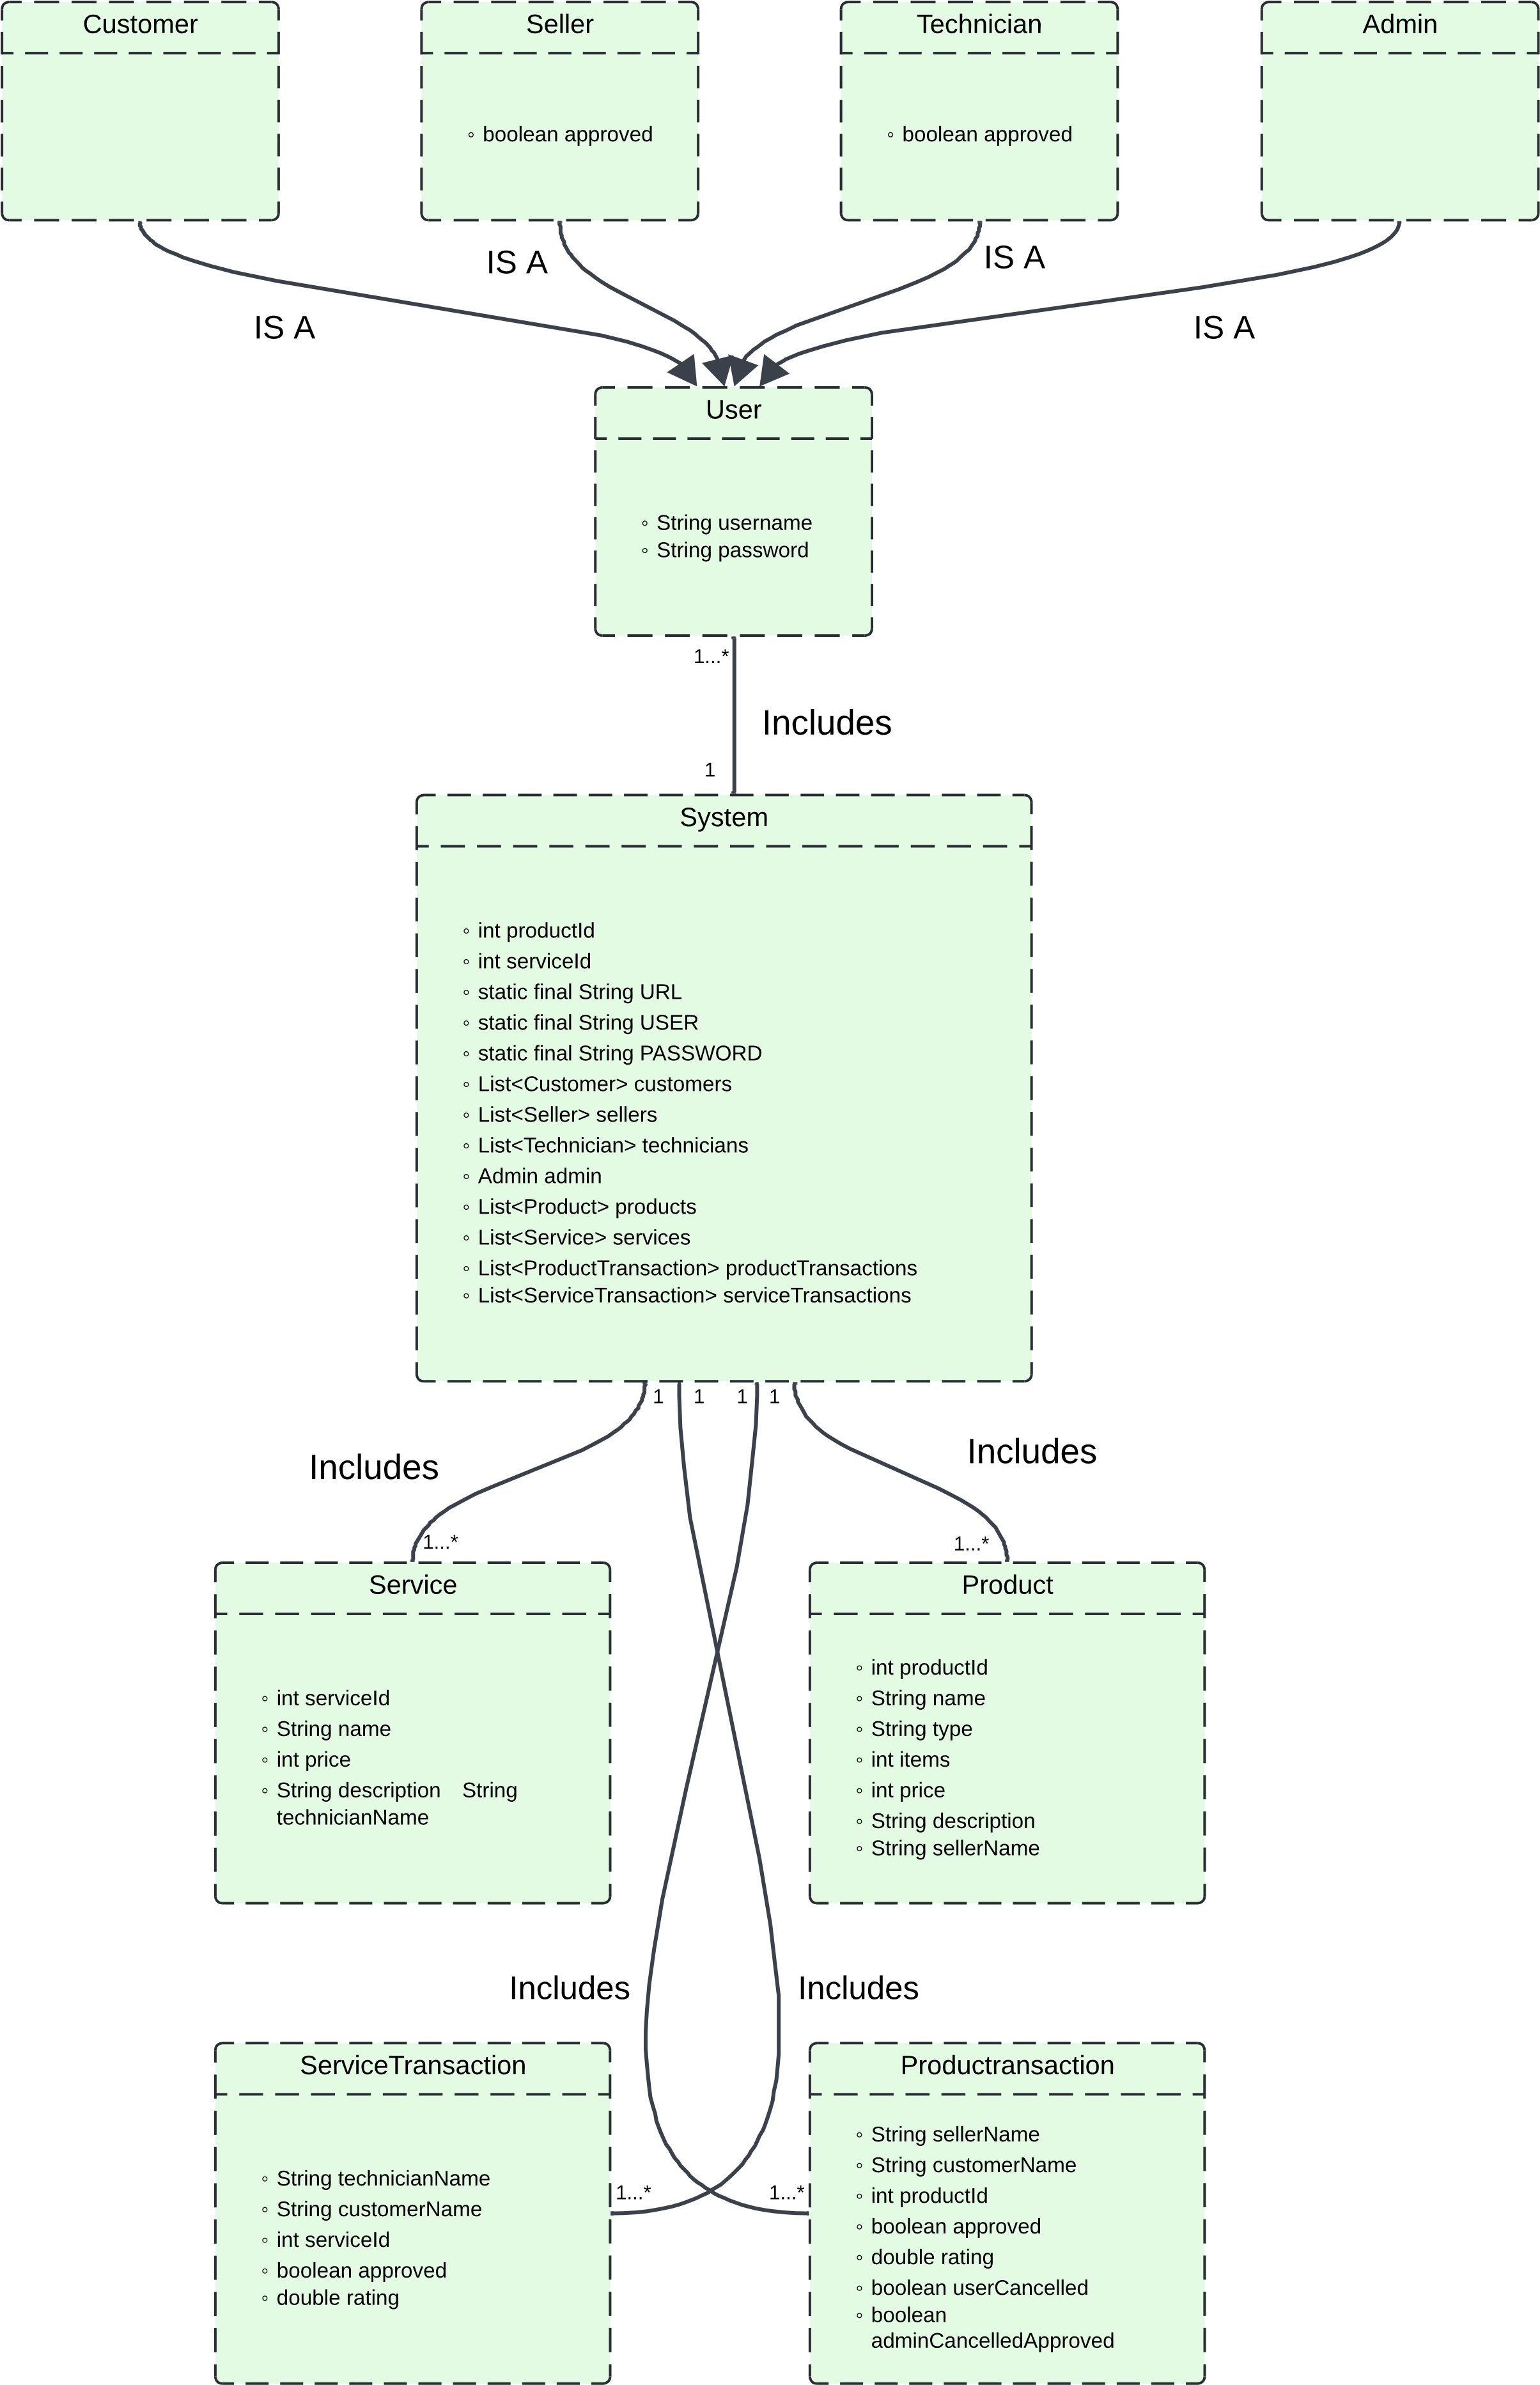 Customer
Seller
◦ boolean approved
Technician
◦ boolean approved
Admin
IS A
IS A
IS A
IS A
User
◦ String username
◦ String password
1...*
Includes
1
System
◦ int productId
◦ int serviceId
◦ static final String URL
◦ static final String USER
◦ static final String PASSWORD
◦ List<Customer> customers
◦ List<Seller> sellers
◦ List<Technician> technicians
◦ Admin admin
◦ List<Product> products
◦ List<Service> services
◦ List<ProductTransaction> productTransactions
◦ List<ServiceTransaction> serviceTransactions
1
1
1
1
Includes
Includes
1...*
1...*
Service
◦ int serviceId
◦ String name
◦ int price
◦ String description String
technicianName
Product
◦ int productId
◦ String name
◦ String type
◦ int items
◦ int price
◦ String description
◦ String sellerName
Includes
Includes
ServiceTransaction
◦ String technicianName
◦ String customerName
◦ int serviceId
◦ boolean approved
◦ double rating
1...*
1...*
Productransaction
◦ String sellerName
◦ String customerName
◦ int productId
◦ boolean approved
◦ double rating
◦ boolean userCancelled
◦ boolean
adminCancelledApproved